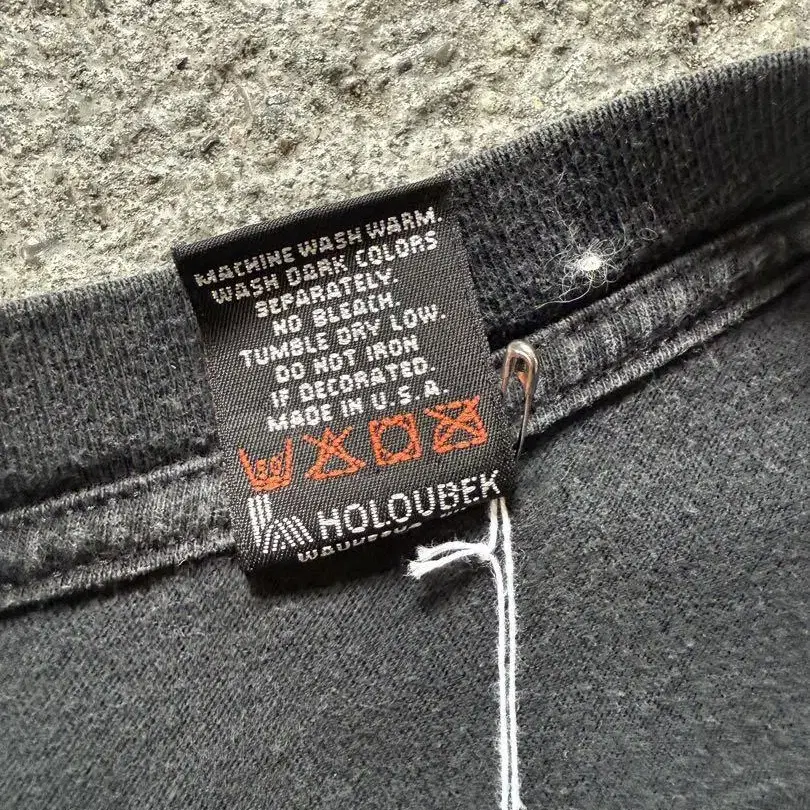 MACHINE WASH WARM.
WASH DARK COLORS
SEPARATELY.
NO BLEACH.
TUMBLE DRY LOW.
DO NOT IRON
IF DECORATED.
MADE IN U.S.A.
HOLOUBEK